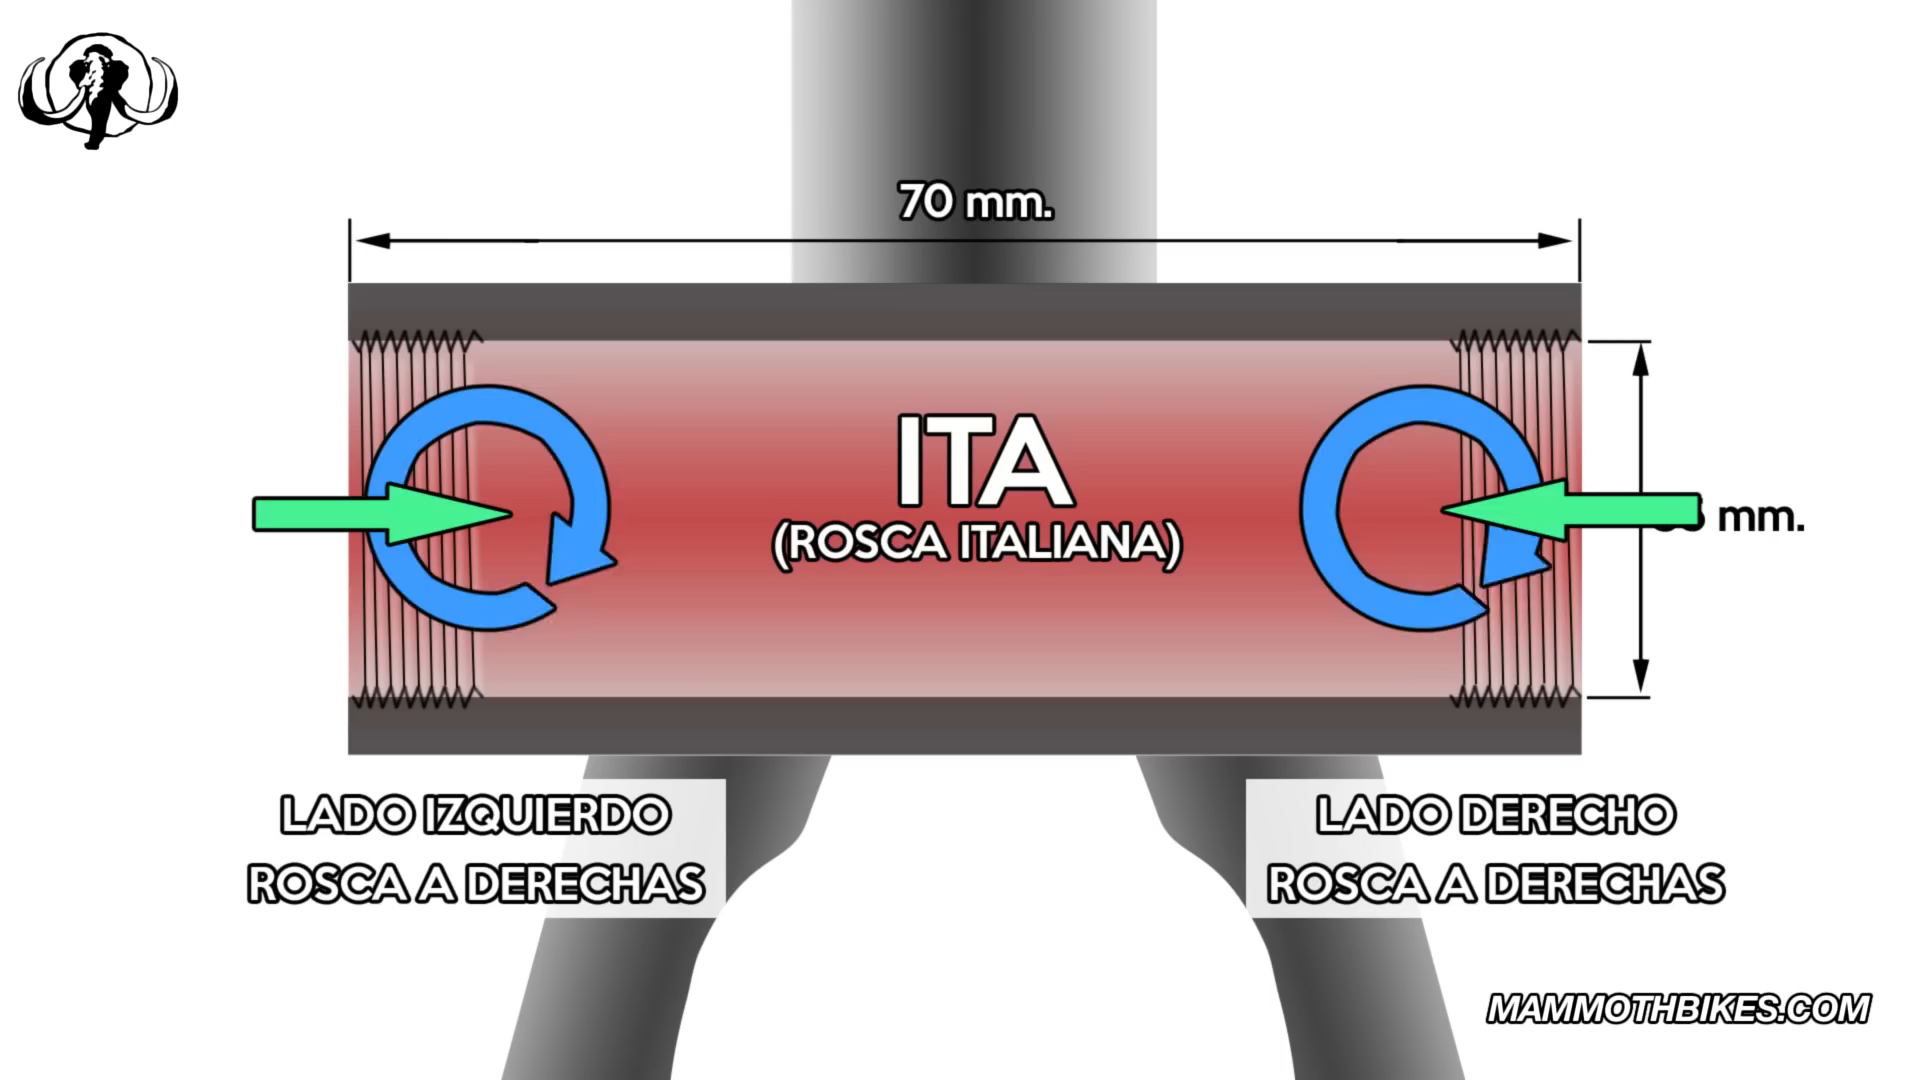 70 mm.
ITA
(ROSCA ITALIANA)
mm.
LADO IZQUIERDO
ROSCA A DERECHAS
LADO DERECHO
ROSCA A DERECHAS
MAMMOTHBIKES.COM